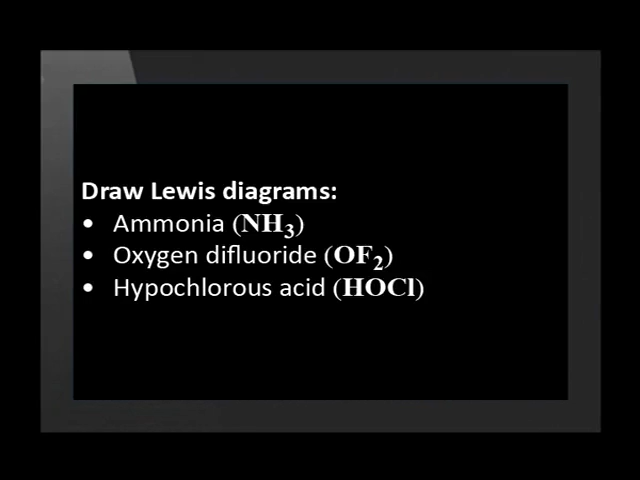 Draw Lewis diagrams:
• Ammonia (NH₃)
• Oxygen difluoride (OF₂)
• Hypochlorous acid (HOCl)